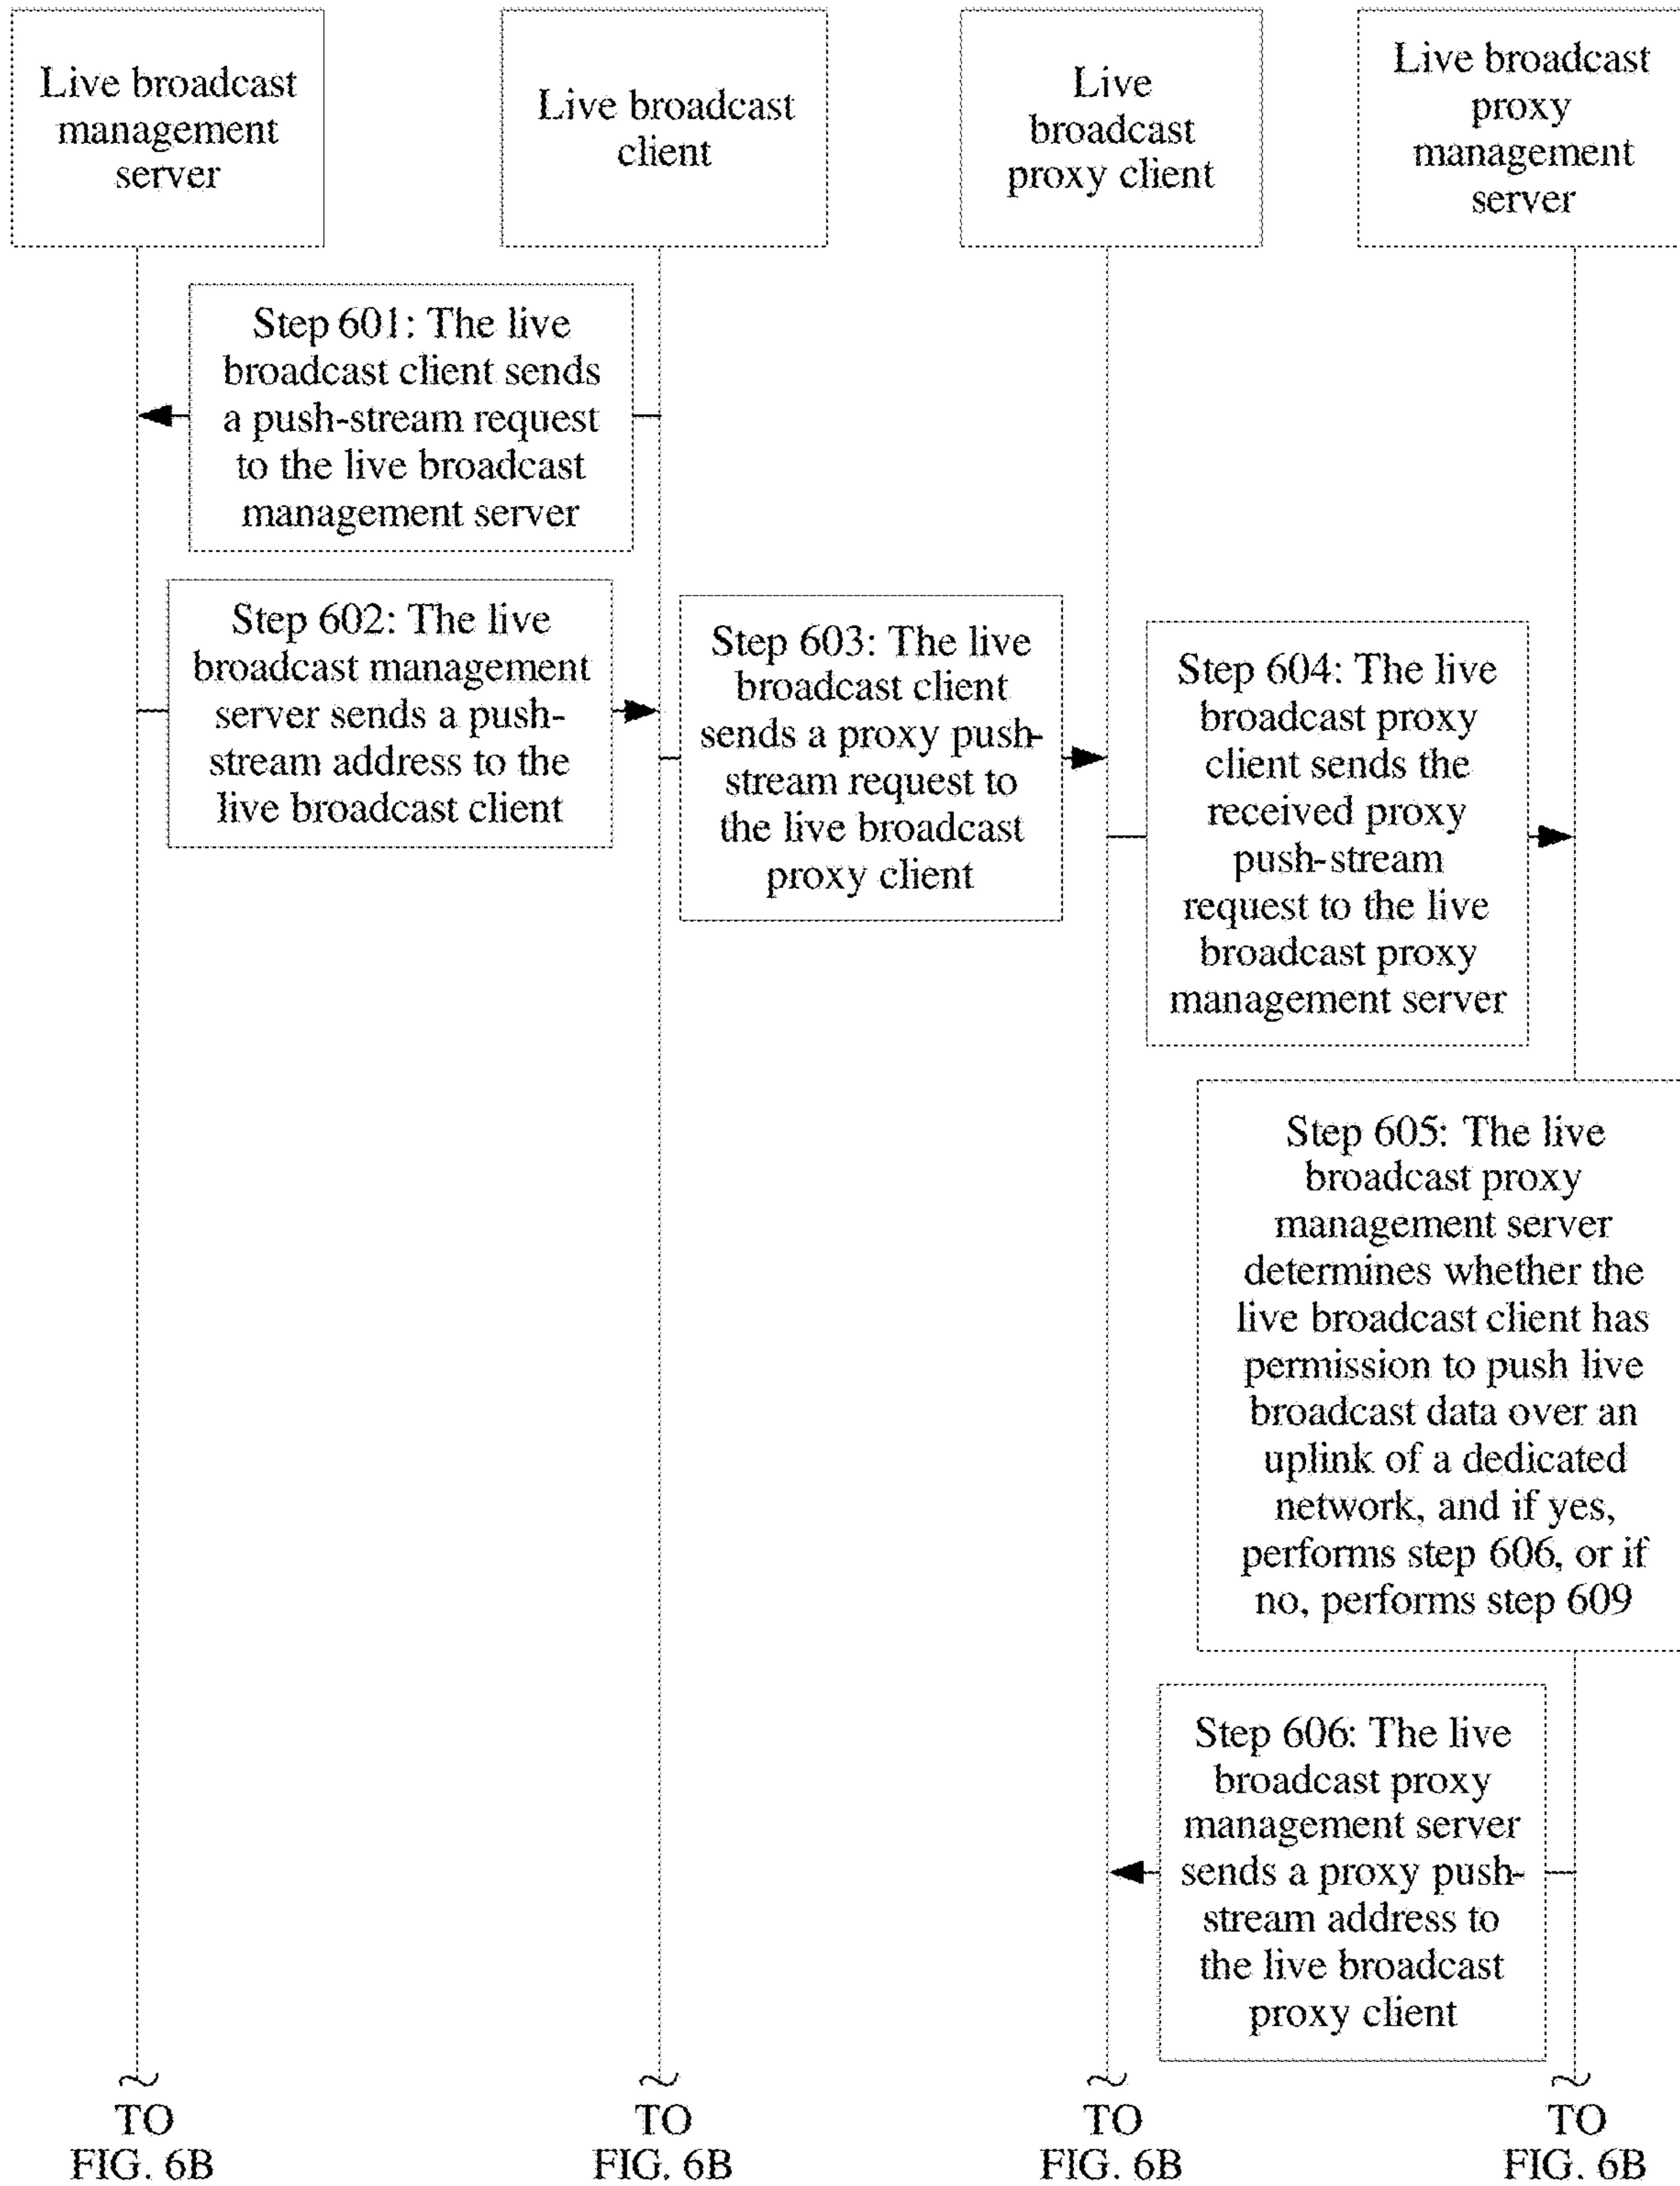 Live broadcast
management
server
Live broadcast
client
Live
broadcast
proxy client
Live broadcast
proxy
management
server
Step 601: The live
broadcast client sends
a push-stream request
to the live broadcast
management server
Step 602: The live
broadcast management
server sends a push-
stream address to the
live broadcast client
Step 603: The live
broadcast client
sends a proxy push-
stream request to
the live broadcast
proxy client
Step 604: The live
broadcast proxy
client sends the
received proxy
push-stream
request to the live
broadcast proxy
management server
Step 605: The live
broadcast proxy
management server
determines whether the
live broadcast client has
permission to push live
broadcast data over an
uplink of a dedicated
network, and if yes,
performs step 606, or if
no, performs step 609
Step 606: The live
broadcast proxy
management server
sends a proxy push-
stream address to
the live broadcast
proxy client
TO
FIG. 6B
TO
FIG. 6B
TO
FIG. 6B
TO
FIG. 6B